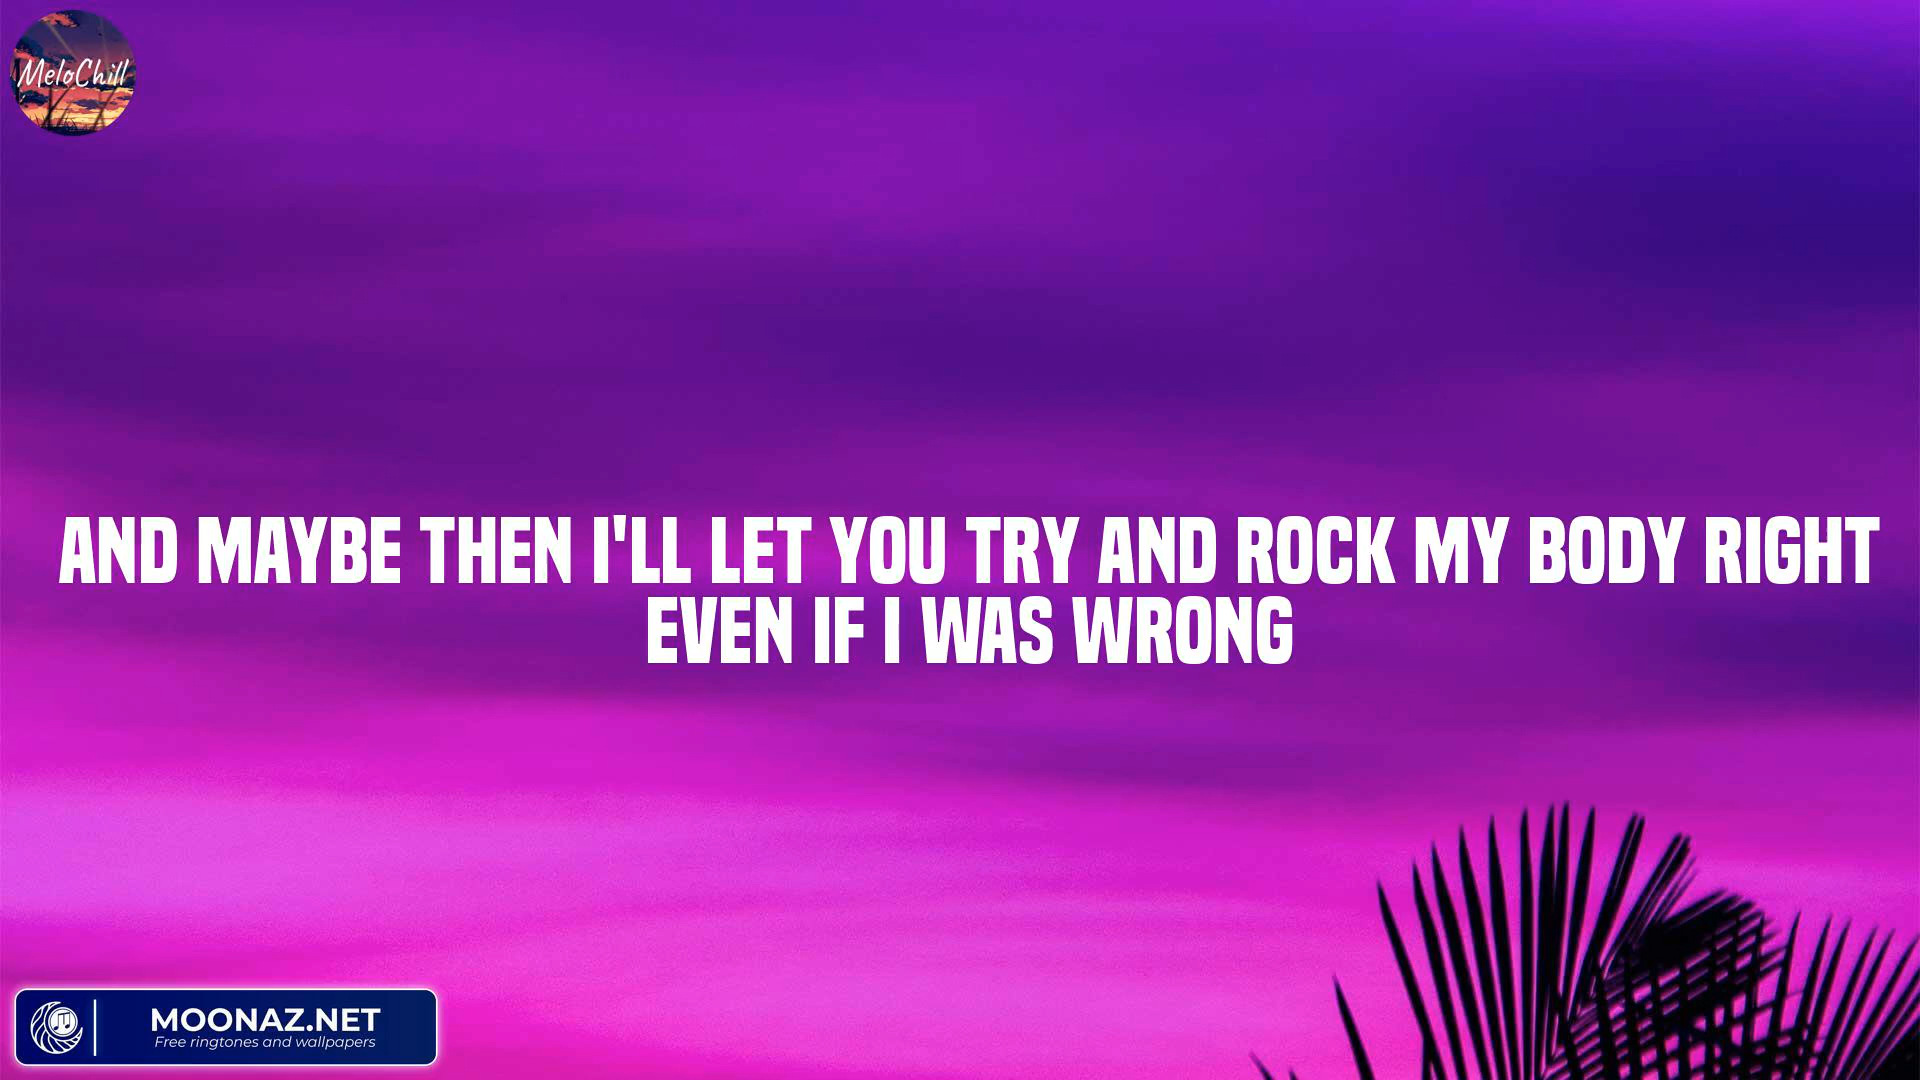 MeloChill
AND MAYBE THEN I'LL LET YOU TRY AND ROCK MY BODY RIGHT
EVEN IF I WAS WRONG
MOONAZ.NET
Free ringtones and wallpapers